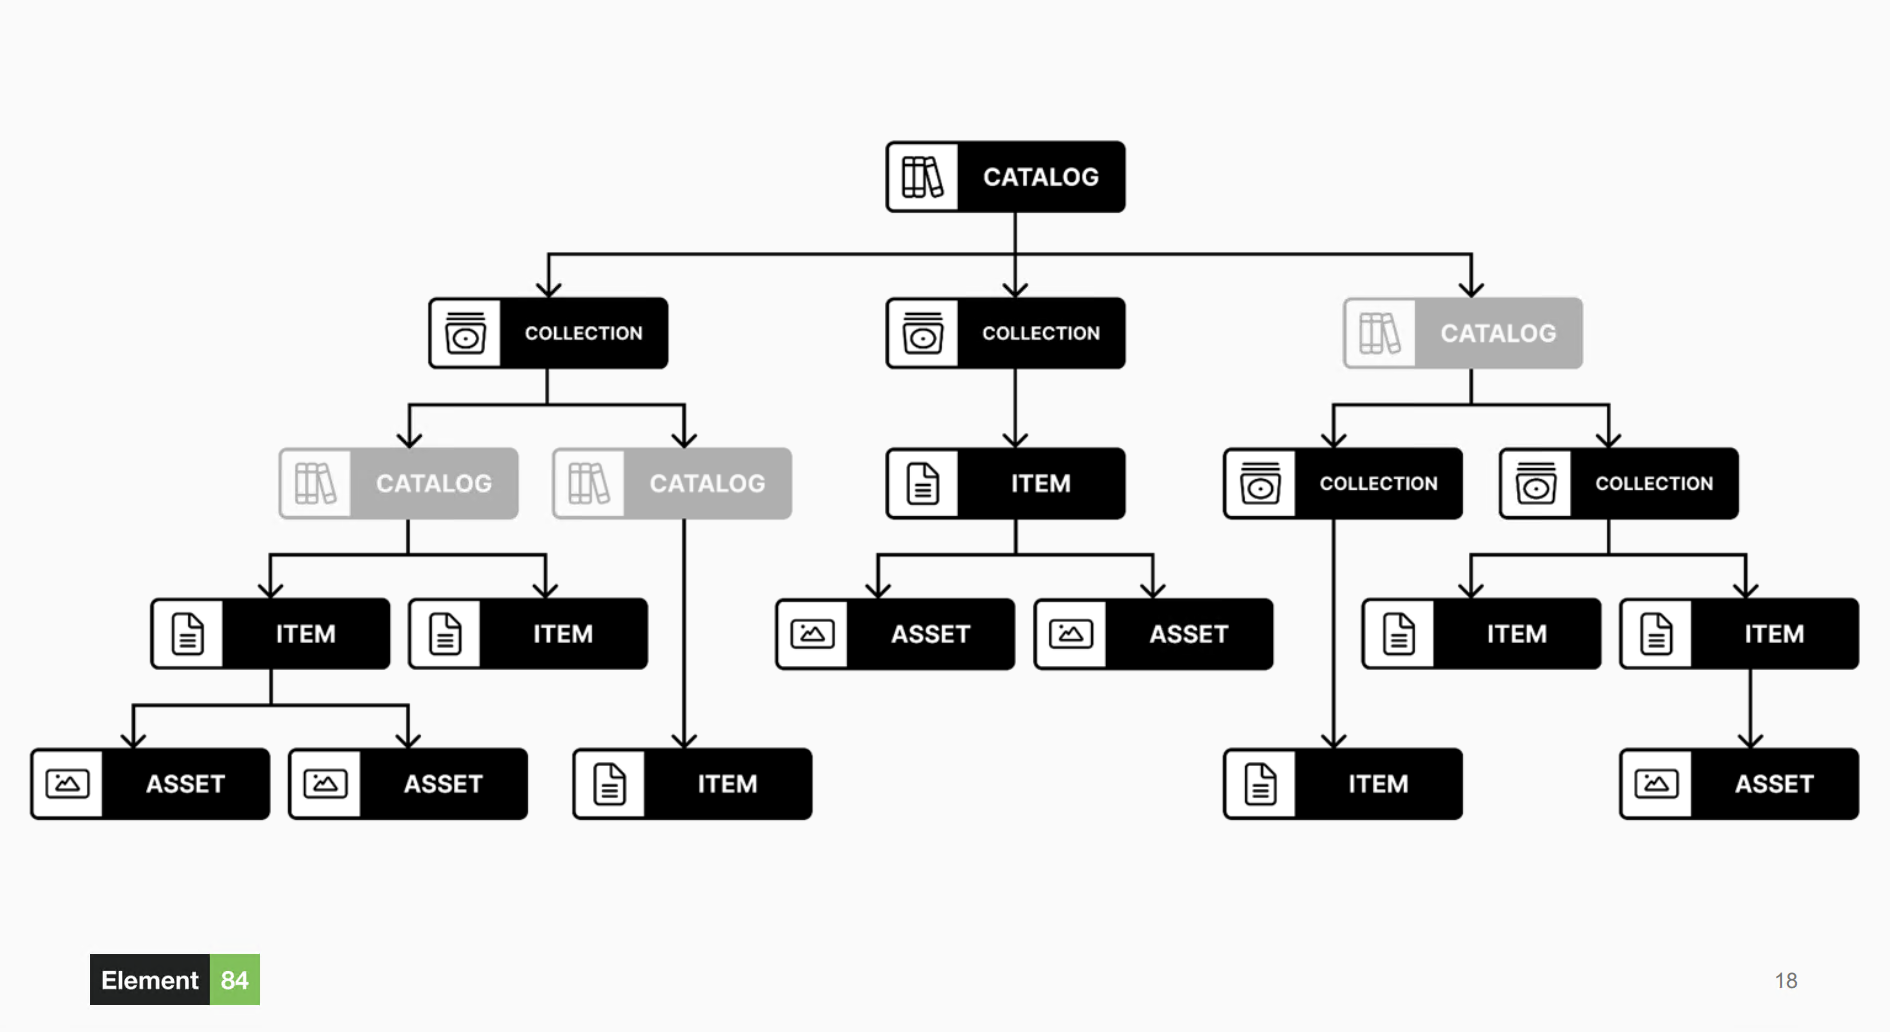 CATALOG
COLLECTION
COLLECTION
CATALOG
CATALOG
CATALOG
ITEM
COLLECTION
COLLECTION
ITEM
ITEM
ASSET
ASSET
ITEM
ITEM
ASSET
ASSET
ITEM
ITEM
ASSET
Element 84
18